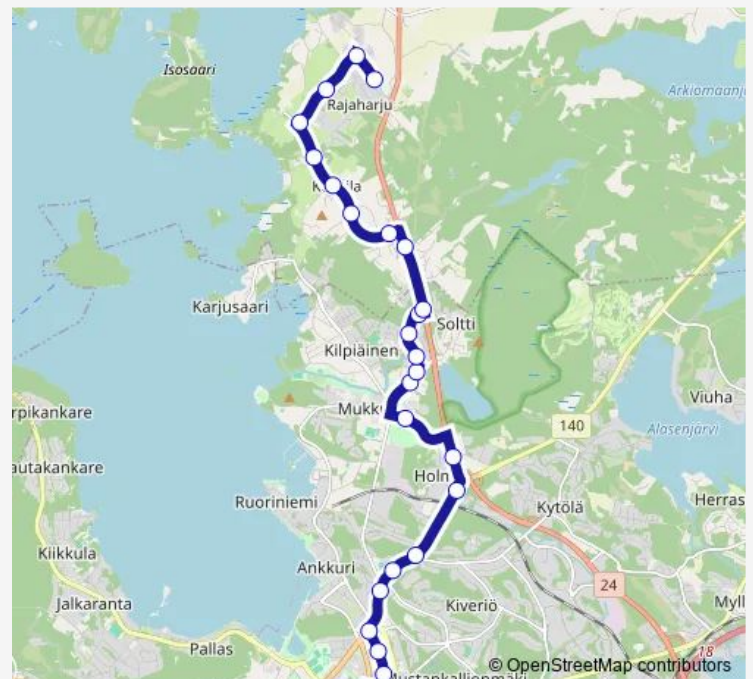 Isosaari
Rajaharju
Karjusaari
Soltti
Kilpiäinen
Viuha
rpikankare
140
Alasenjärvi
autakankare
Ruoriniemi
Kytölä
Herras
Kiikkula
Ankkuri
24
Jalkaranta
Kiveriö
Myll
Pallas
18
© OpenStreetMap contributors